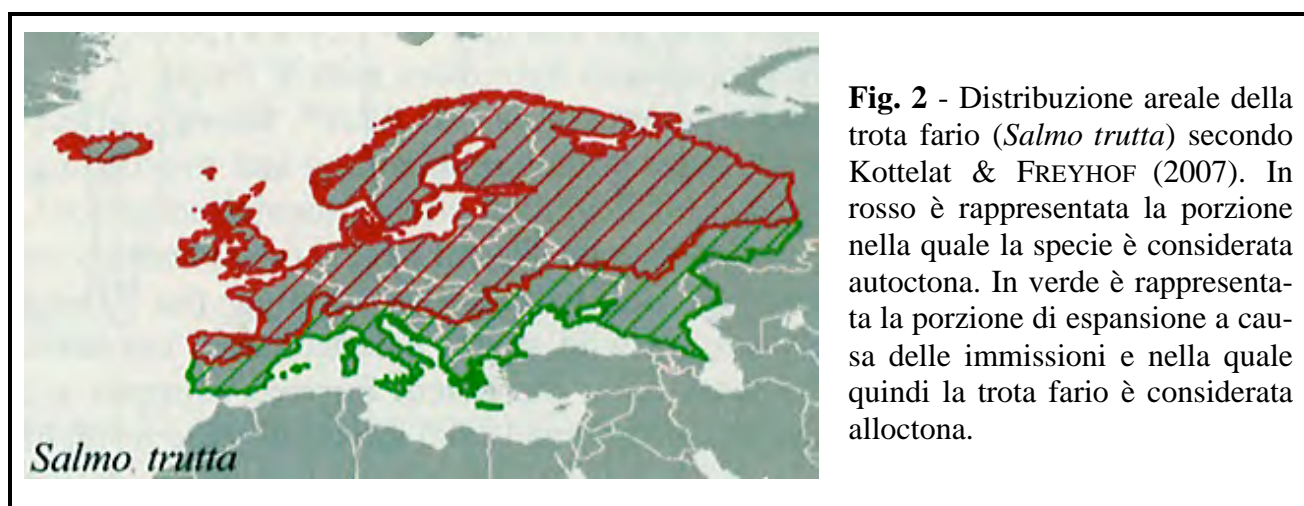 Salmo trutta
Fig. 2 - Distribuzione areale della
trota fario (Salmo trutta) secondo
Kottelat & FREYHOF (2007). In
rosso è rappresentata la porzione
nella quale la specie è considerata
autoctona. In verde è rappresenta-
ta la porzione di espansione a cau-
sa delle immissioni e nella quale
quindi la trota fario è considerata
alloctona.